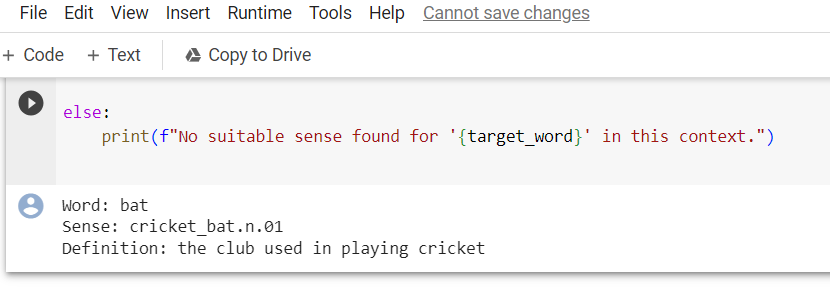 File Edit View Insert Runtime Tools Help Cannot save changes
+ Code + Text Copy to Drive
else:
    print(f"No suitable sense found for '{target_word}' in this context.")
Word: bat
Sense: cricket_bat.n.01
Definition: the club used in playing cricket